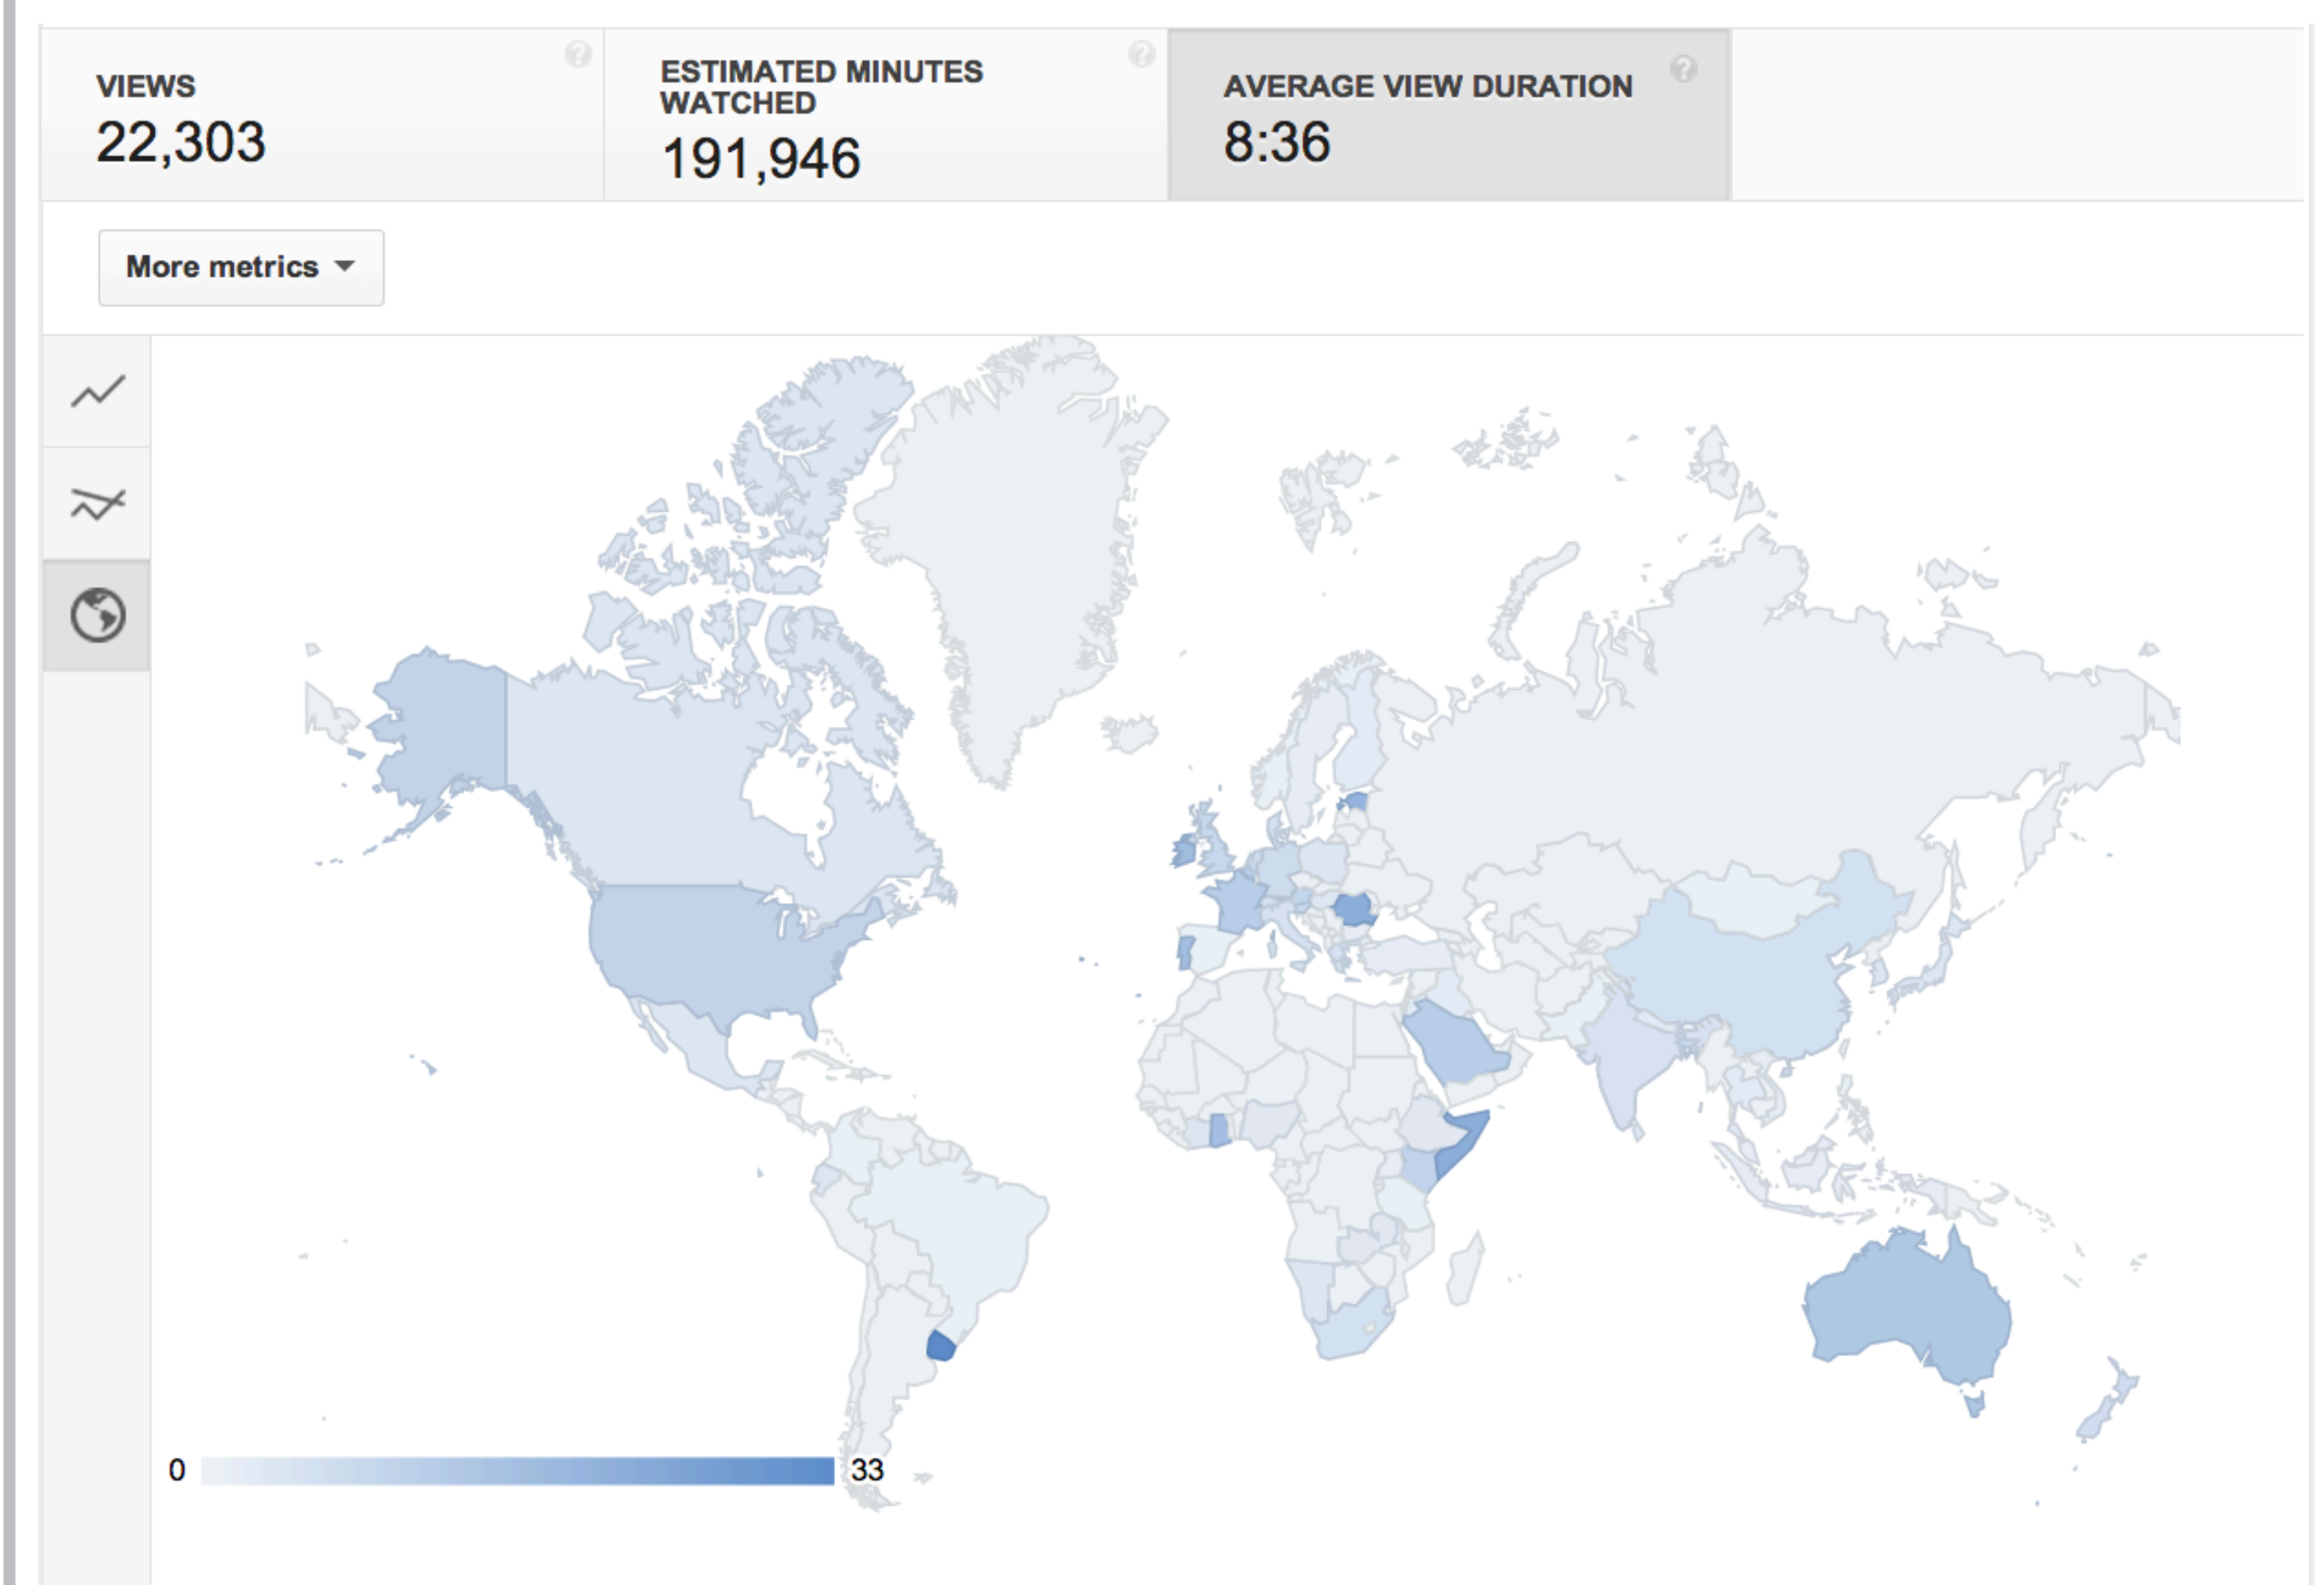 VIEWS
22,303
ESTIMATED MINUTES
WATCHED
191,946
AVERAGE VIEW DURATION
8:36
More metrics
0
33